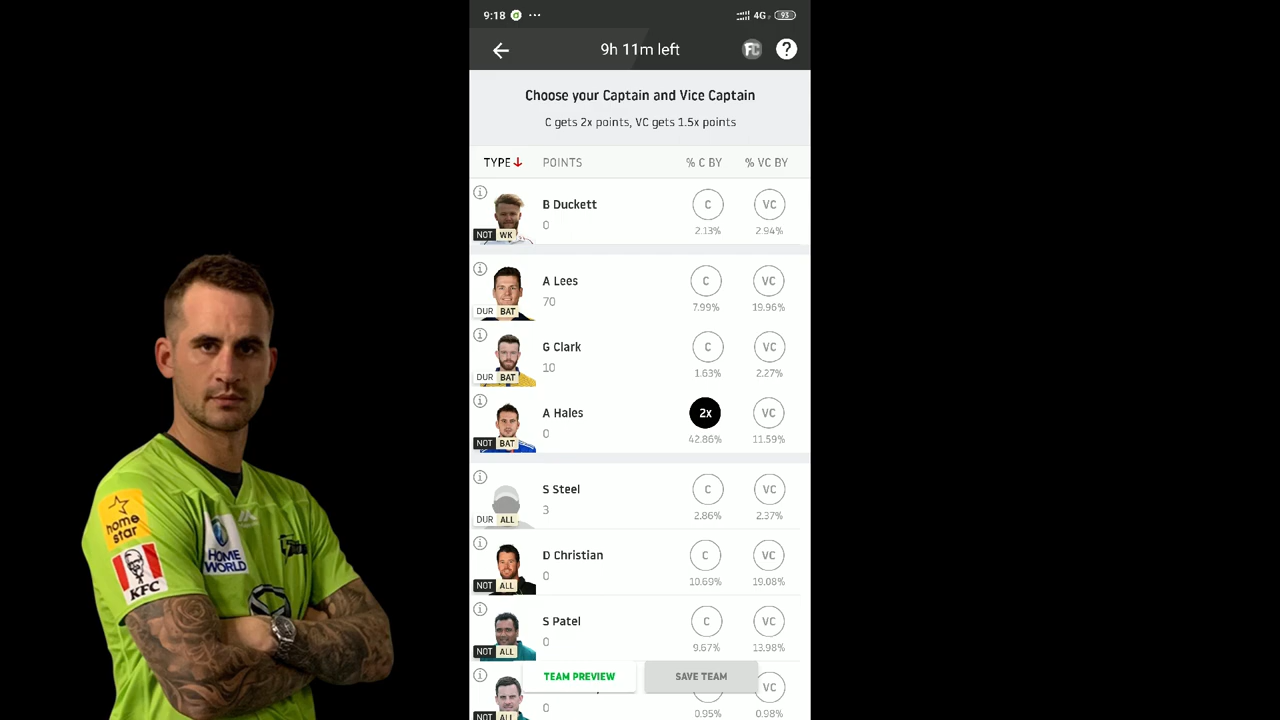 9:18 ... 4G 93
9h 11m left
FC ?
Choose your Captain and Vice Captain
C gets 2x points, VC gets 1.5x points
TYPE POINTS % C BY % VC BY
B Duckett
0
C VC
2.13% 2.94%
NOT WK
A Lees
70
C VC
7.99% 19.96%
DUR BAT
G Clark
10
C VC
1.63% 2.27%
DUR BAT
A Hales
0
2x VC
42.86% 11.59%
NOT BAT
S Steel
3
C VC
2.86% 2.37%
DUR ALL
D Christian
0
C VC
10.69% 19.08%
NOT ALL
S Patel
0
C VC
9.67% 13.98%
NOT ALL
TEAM PREVIEW SAVE TEAM
VC
0
0.95% 0.98%
NOT ALL
home
star
KFC
HOME
WORLD